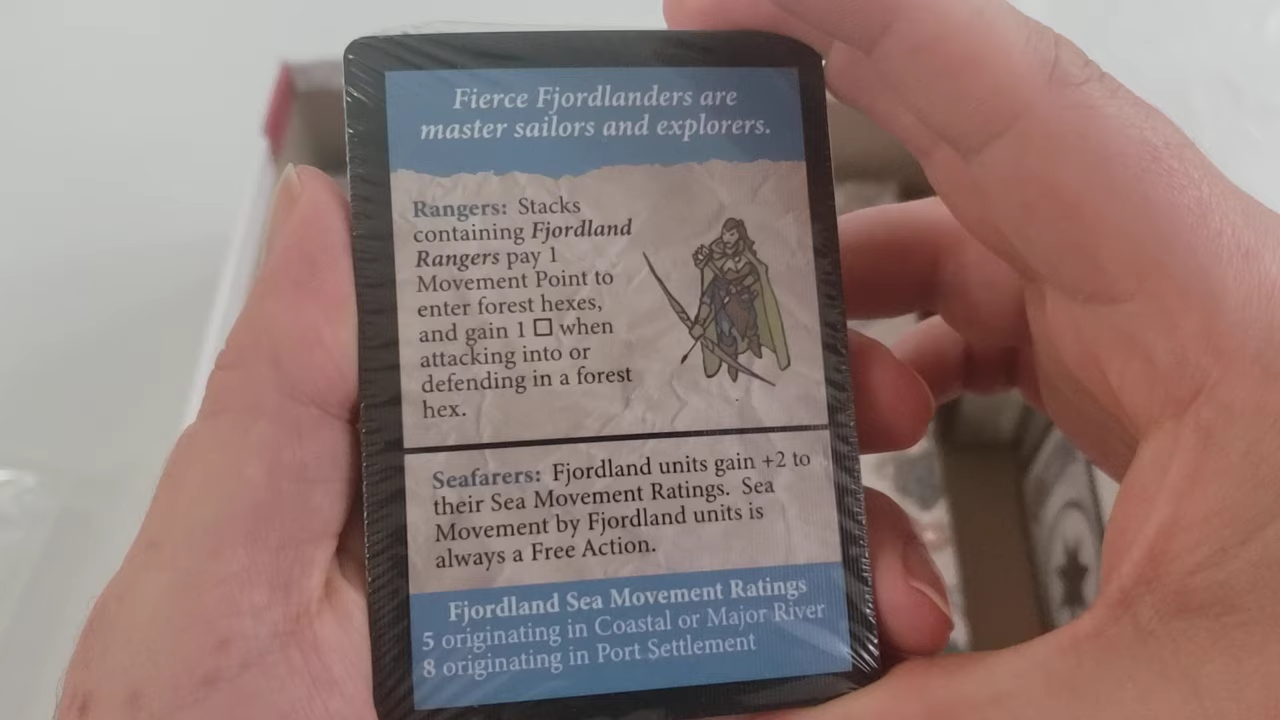 Fierce Fjordlanders are
master sailors and explorers.
Rangers: Stacks
containing Fjordland
Rangers pay 1
Movement Point to
enter forest hexes,
and gain 1 □ when
attacking into or
defending in a forest
hex.
Seafarers: Fjordland units gain +2 to
their Sea Movement Ratings. Sea
Movement by Fjordland units is
always a Free Action.
Fjordland Sea Movement Ratings
5 originating in Coastal or Major River
8 originating in Port Settlement